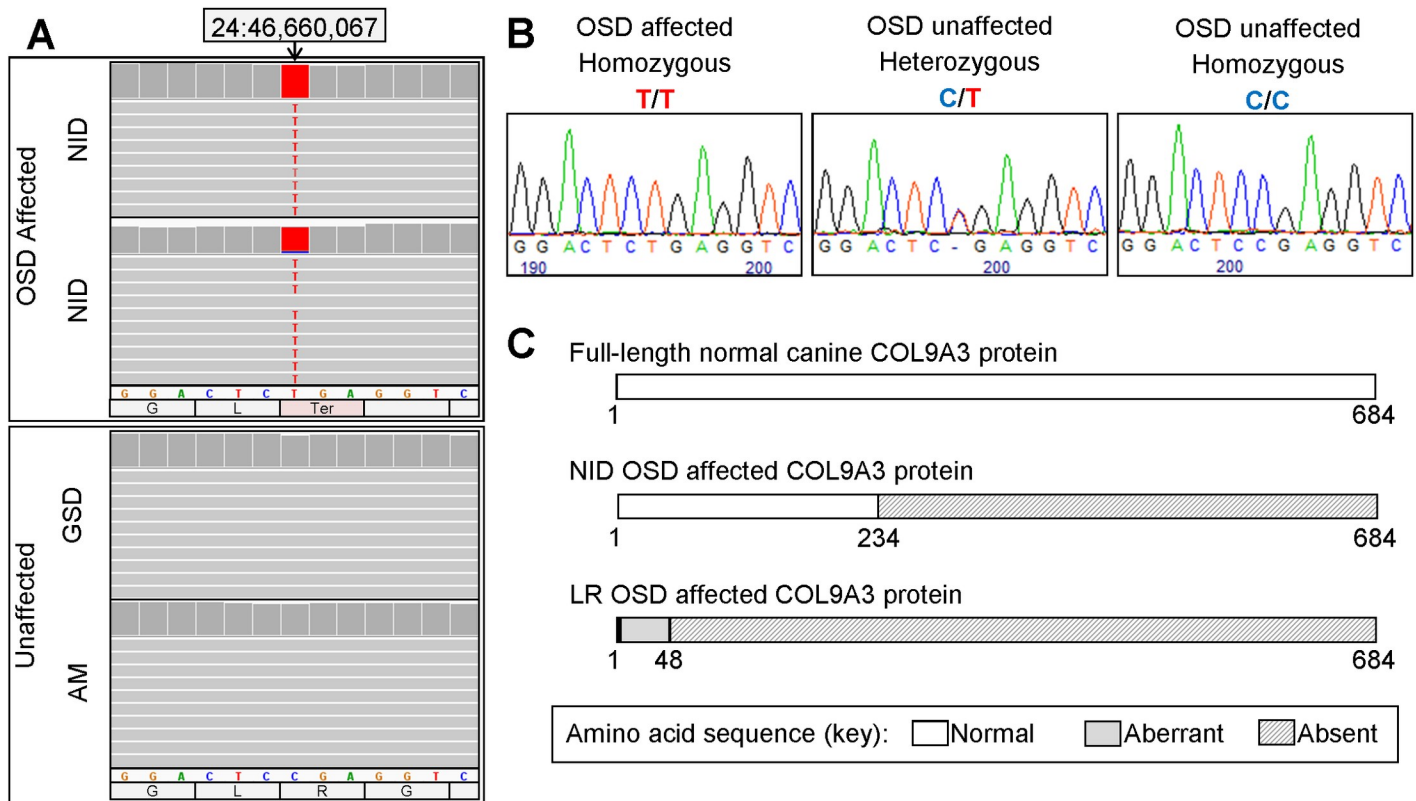 A
24:46,660,067
OSD Affected
NID
T
T
T
T
T
T
T
T
T
NID
T
T
T
T
T
T
T
T
T
G G A C T C T G A G G T C
G L Ter
Unaffected
GSD
AM
G G A C T C C G A G G T C
G L R G
B
OSD affected
Homozygous
T/T
OSD unaffected
Heterozygous
C/T
OSD unaffected
Homozygous
C/C
G G A C T C T G A G G T C
190 200
G G A C T C - G A G G T C
200
G G A C T C C G A G G T C
200
C
Full-length normal canine COL9A3 protein
1 684
NID OSD affected COL9A3 protein
1 234 684
LR OSD affected COL9A3 protein
1 48 684
Amino acid sequence (key): Normal Aberrant Absent